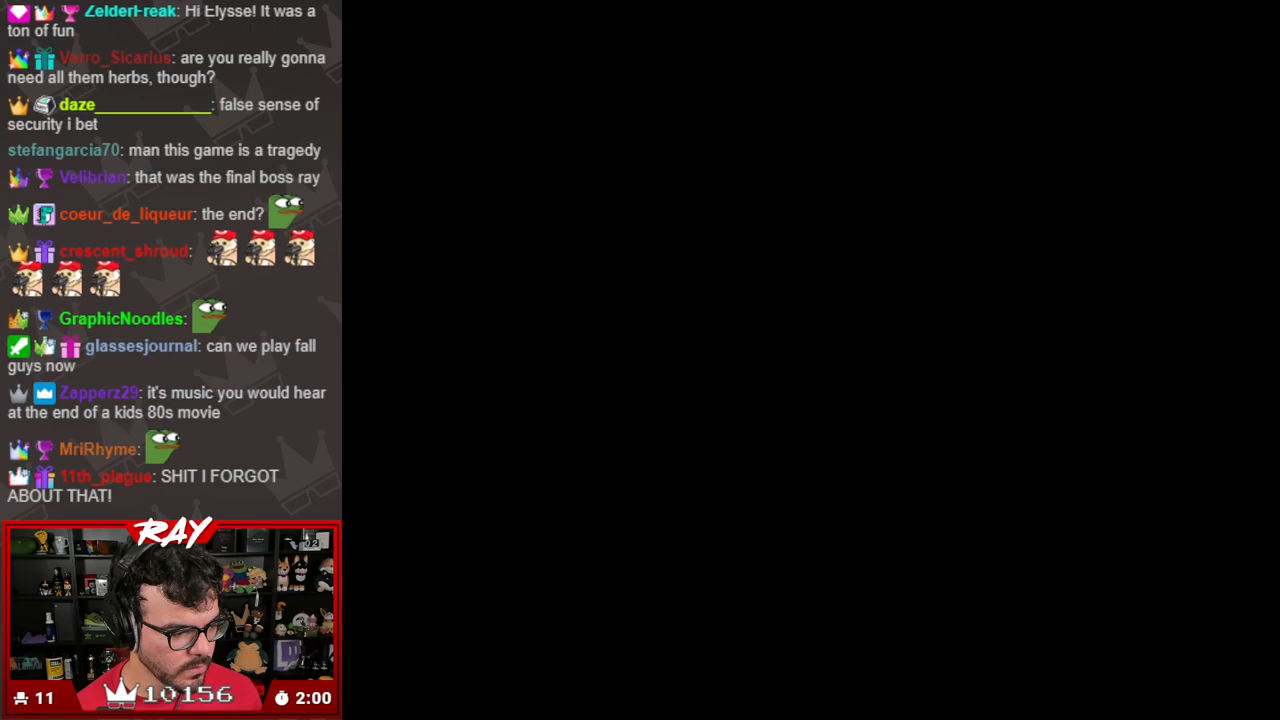 ZelderFreak: Hi Elysse! It was a
ton of fun
Varro_Sicarius: are you really gonna
need all them herbs, though?
daze____________: false sense of
security i bet
stefangarcia70: man this game is a tragedy
Velibrian: that was the final boss ray
coeur_de_liqueur: the end?
crescent_shroud:
GraphicNoodles:
glassesjournal: can we play fall
guys now
Zapperz29: it's music you would hear
at the end of a kids 80s movie
MriRhyme:
11th_plague: SHIT I FORGOT
ABOUT THAT!
RAY
11
10156
2:00